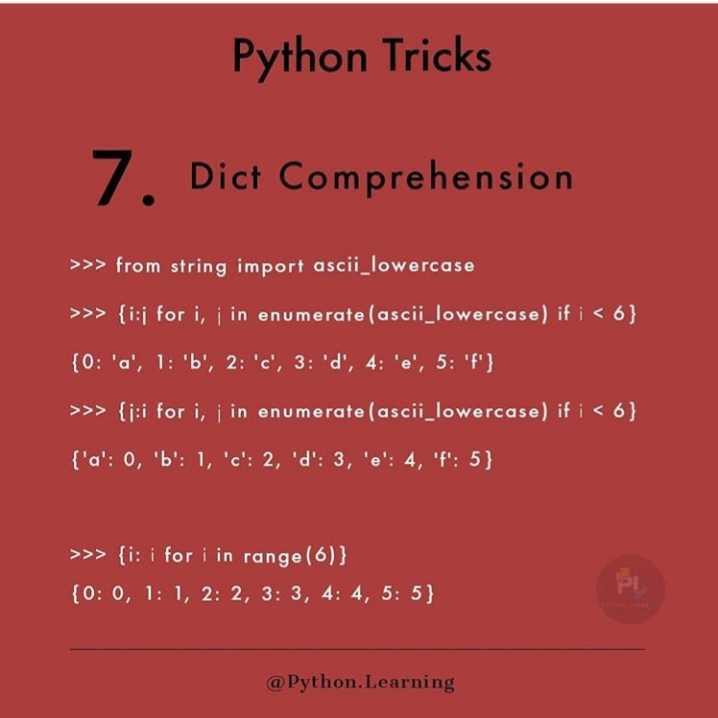 Python Tricks
7. Dict Comprehension
>>> from string import ascii_lowercase
>>> {i:j for i, j in enumerate(ascii_lowercase) if i < 6}
{0: 'a', 1: 'b', 2: 'c', 3: 'd', 4: 'e', 5: 'f'}
>>> {j:i for i, j in enumerate(ascii_lowercase) if i < 6}
{'a': 0, 'b': 1, 'c': 2, 'd': 3, 'e': 4, 'f': 5}
>>> {i: i for i in range(6)}
{0: 0, 1: 1, 2: 2, 3: 3, 4: 4, 5: 5}
PL
@Python.Learning